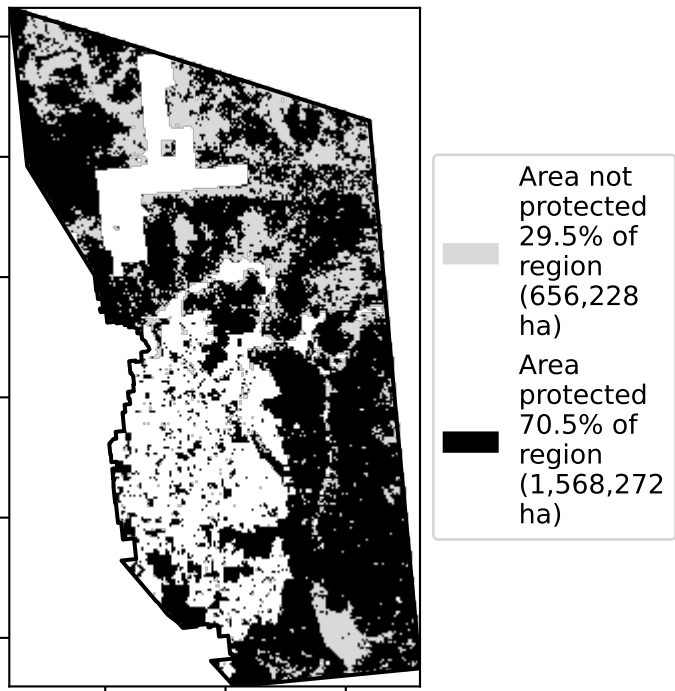 Area not
protected
29.5% of
region
(656,228
ha)
Area
protected
70.5% of
region
(1,568,272
ha)